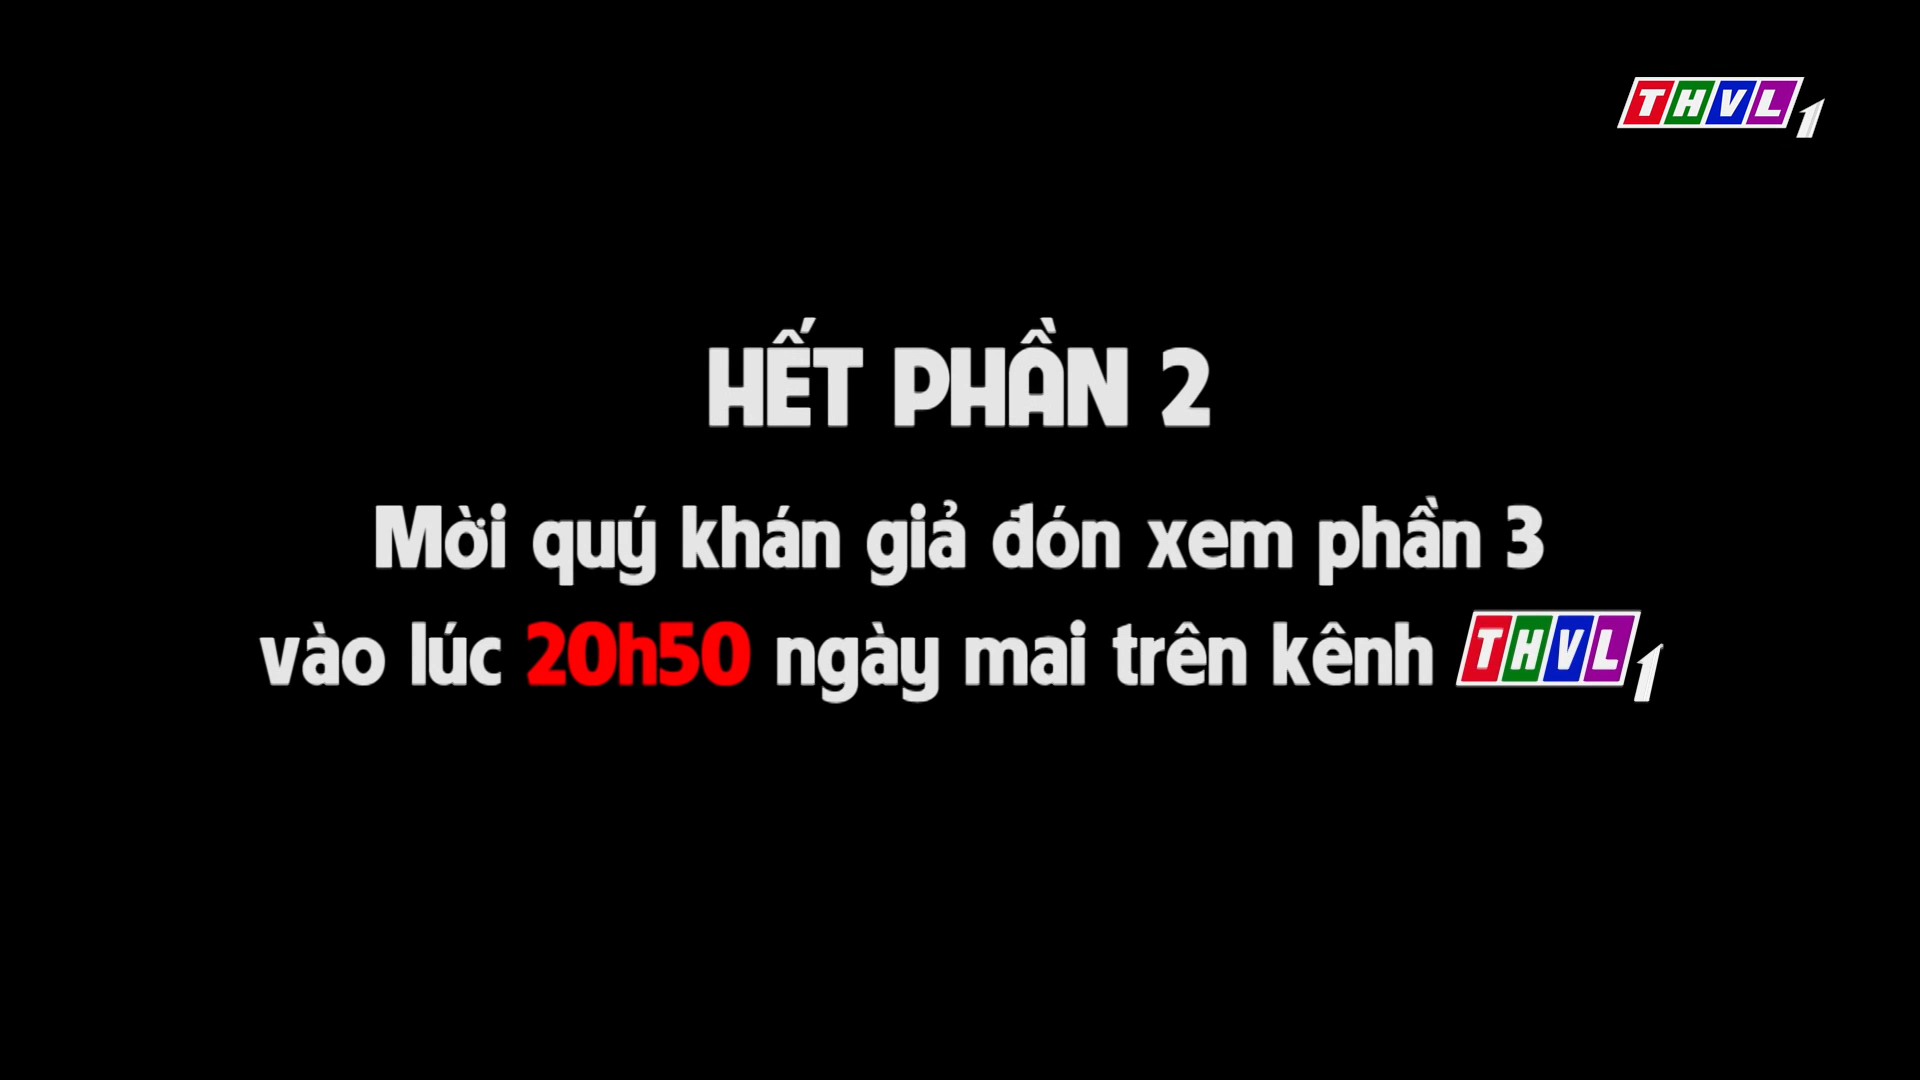 THVL1
HẾT PHẦN 2
Mời quý khán giả đón xem phần 3
vào lúc 20h50 ngày mai trên kênh THVL1